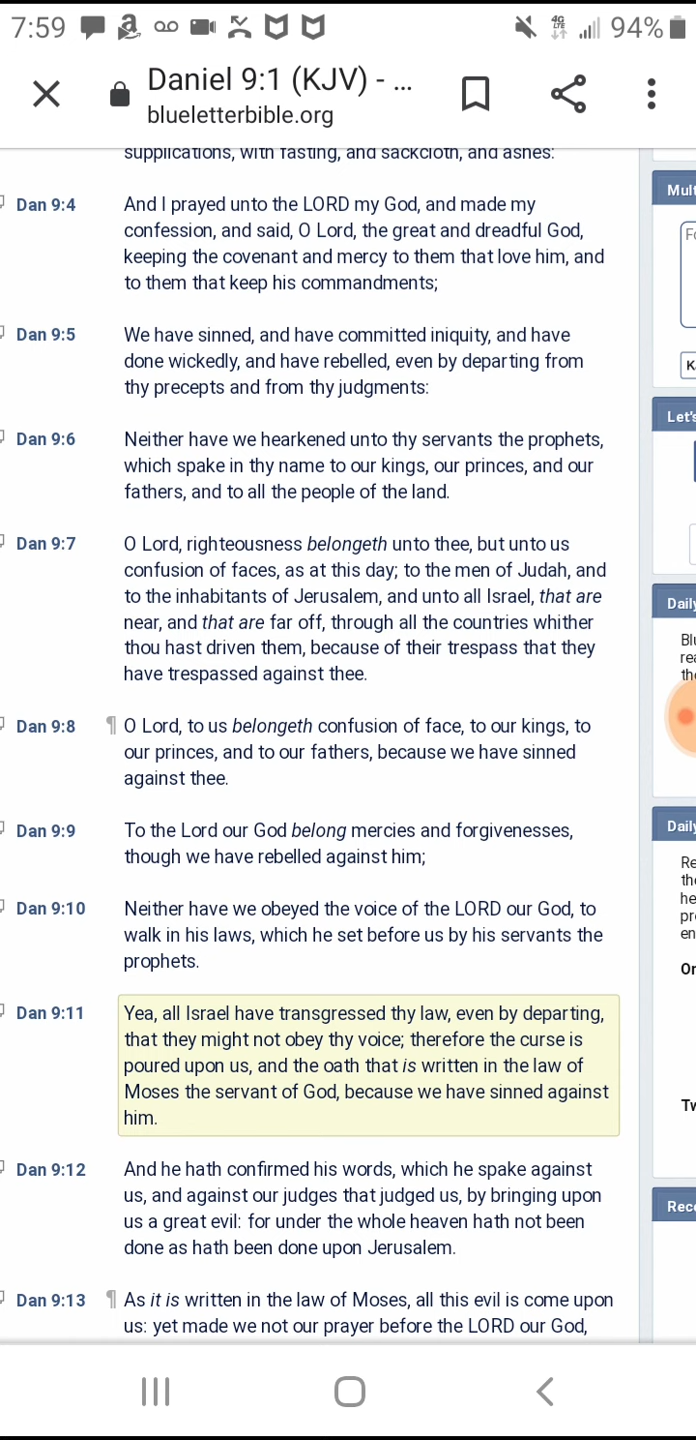 7:59
4G
LTE
94%
Daniel 9:1 (KJV) - ...
blueletterbible.org
supplications, with fasting, and sackcloth, and ashes:
Dan 9:4
And I prayed unto the LORD my God, and made my
confession, and said, O Lord, the great and dreadful God,
keeping the covenant and mercy to them that love him, and
to them that keep his commandments;
Dan 9:5
We have sinned, and have committed iniquity, and have
done wickedly, and have rebelled, even by departing from
thy precepts and from thy judgments:
Dan 9:6
Neither have we hearkened unto thy servants the prophets,
which spake in thy name to our kings, our princes, and our
fathers, and to all the people of the land.
Dan 9:7
O Lord, righteousness belongeth unto thee, but unto us
confusion of faces, as at this day; to the men of Judah, and
to the inhabitants of Jerusalem, and unto all Israel, that are
near, and that are far off, through all the countries whither
thou hast driven them, because of their trespass that they
have trespassed against thee.
Dan 9:8
¶ O Lord, to us belongeth confusion of face, to our kings, to
our princes, and to our fathers, because we have sinned
against thee.
Dan 9:9
To the Lord our God belong mercies and forgivenesses,
though we have rebelled against him;
Dan 9:10
Neither have we obeyed the voice of the LORD our God, to
walk in his laws, which he set before us by his servants the
prophets.
Dan 9:11
Yea, all Israel have transgressed thy law, even by departing,
that they might not obey thy voice; therefore the curse is
poured upon us, and the oath that is written in the law of
Moses the servant of God, because we have sinned against
him.
Dan 9:12
And he hath confirmed his words, which he spake against
us, and against our judges that judged us, by bringing upon
us a great evil: for under the whole heaven hath not been
done as hath been done upon Jerusalem.
Dan 9:13
¶ As it is written in the law of Moses, all this evil is come upon
us: yet made we not our prayer before the LORD our God,
Mult
Fo
Let's
Daily
Blu
rea
the
Daily
Re
the
he
pr
en
Or
Tw
Rece